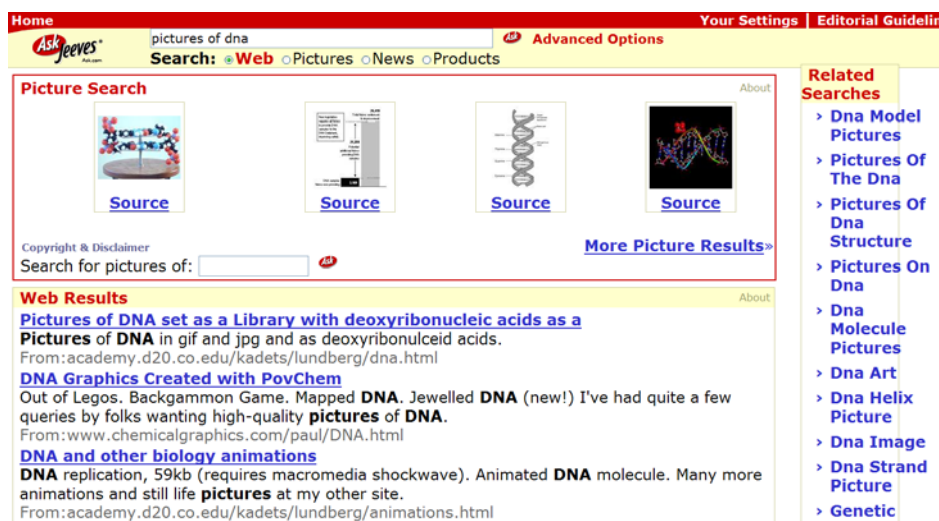 Home
Your Settings | Editorial Guidelin
Ask Jeeves
Ask.com
pictures of dna
Ask
Advanced Options
Search: Web Pictures News Products
Picture Search
About
Source
Source
Source
Source
Copyright & Disclaimer
More Picture Results»
Search for pictures of:
Ask
Web Results
About
Pictures of DNA set as a Library with deoxyribonucleic acids as a
Pictures of DNA in gif and jpg and as deoxyribonulceid acids.
From:academy.d20.co.edu/kadets/lundberg/dna.html
DNA Graphics Created with PovChem
Out of Legos. Backgammon Game. Mapped DNA. Jewelled DNA (new!) I've had quite a few
queries by folks wanting high-quality pictures of DNA.
From:www.chemicalgraphics.com/paul/DNA.html
DNA and other biology animations
DNA replication, 59kb (requires macromedia shockwave). Animated DNA molecule. Many more
animations and still life pictures at my other site.
From:academy.d20.co.edu/kadets/lundberg/animations.html
Related
Searches
› Dna Model
Pictures
› Pictures Of
The Dna
› Pictures Of
Dna
Structure
› Pictures On
Dna
› Dna
Molecule
Pictures
› Dna Art
› Dna Helix
Picture
› Dna Image
› Dna Strand
Picture
› Genetic